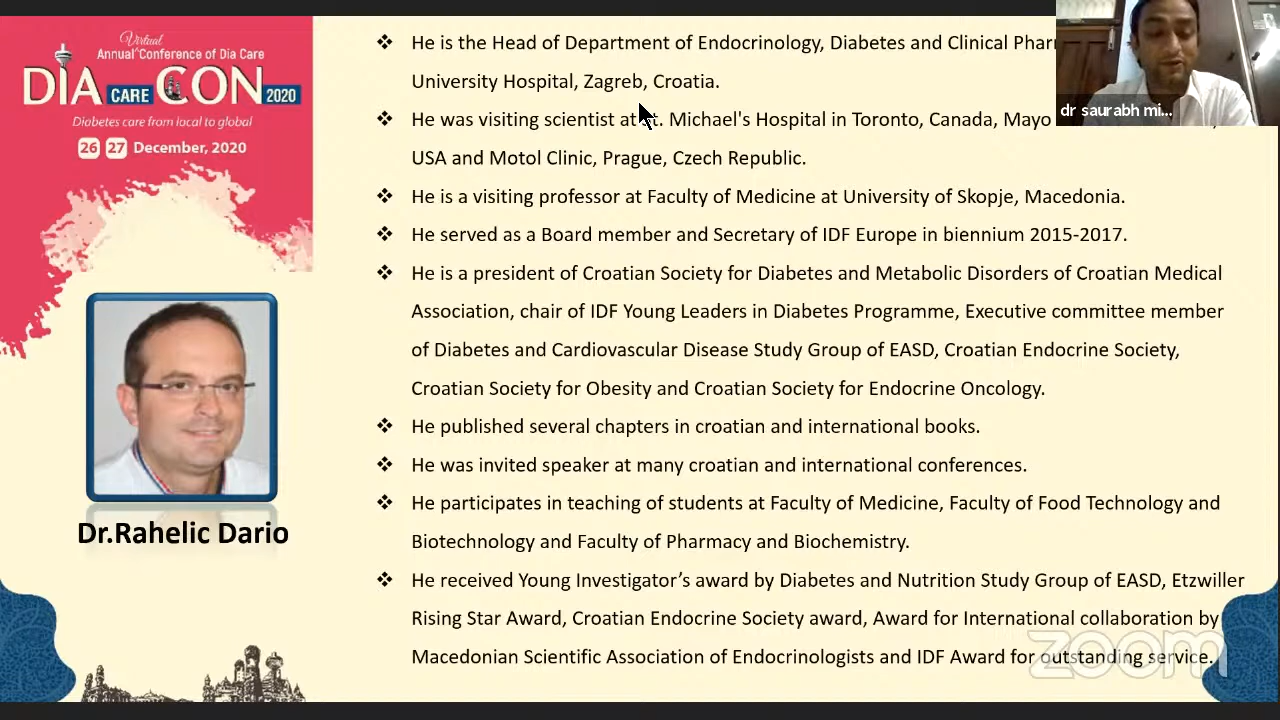 Virtual
Annual Conference of Dia Care
DIA CARE CON 2020
Diabetes care from local to global
26 27 December, 2020
Dr.Rahelic Dario
❖ He is the Head of Department of Endocrinology, Diabetes and Clinical
University Hospital, Zagreb, Croatia.
❖ He was visiting scientist at Michael's Hospital in Toronto, Canada, Mayo
USA and Motol Clinic, Prague, Czech Republic.
❖ He is a visiting professor at Faculty of Medicine at University of Skopje, Macedonia.
❖ He served as a Board member and Secretary of IDF Europe in biennium 2015-2017.
❖ He is a president of Croatian Society for Diabetes and Metabolic Disorders of Croatian Medical
Association, chair of IDF Young Leaders in Diabetes Programme, Executive committee member
of Diabetes and Cardiovascular Disease Study Group of EASD, Croatian Endocrine Society,
Croatian Society for Obesity and Croatian Society for Endocrine Oncology.
❖ He published several chapters in croatian and international books.
❖ He was invited speaker at many croatian and international conferences.
❖ He participates in teaching of students at Faculty of Medicine, Faculty of Food Technology and
Biotechnology and Faculty of Pharmacy and Biochemistry.
❖ He received Young Investigator’s award by Diabetes and Nutrition Study Group of EASD, Etzwiller
Rising Star Award, Croatian Endocrine Society award, Award for International collaboration by
Macedonian Scientific Association of Endocrinologists and IDF Award for outstanding service.
dr saurabh mi...
zoom